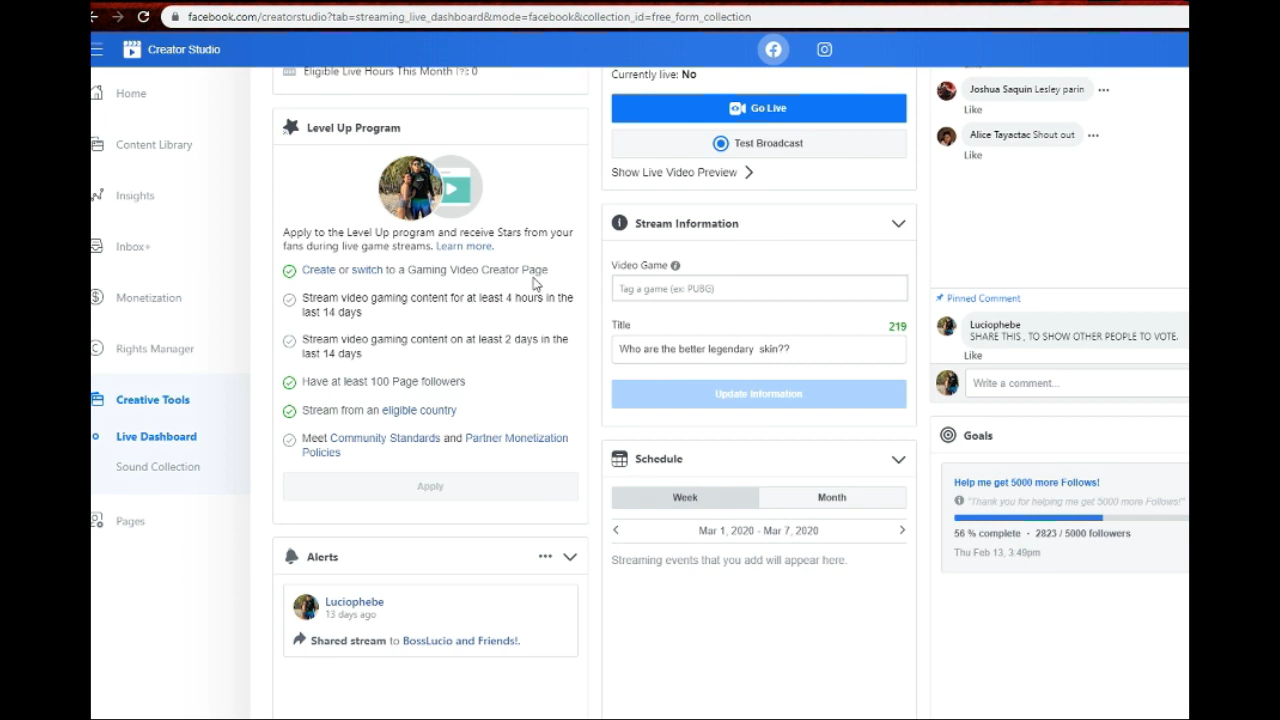 facebook.com/creatorstudio?tab=streaming_live_dashboard&mode=facebook&collection_id=free_form_collection
Creator Studio
Home
Content Library
Insights
Inbox+
Monetization
Rights Manager
Creative Tools
Live Dashboard
Sound Collection
Pages
Eligible Live Hours This Month [?]: 0
Level Up Program
Apply to the Level Up program and receive Stars from your
fans during live game streams. Learn more.
Create or switch to a Gaming Video Creator Page
Stream video gaming content for at least 4 hours in the
last 14 days
Stream video gaming content on at least 2 days in the
last 14 days
Have at least 100 Page followers
Stream from an eligible country
Meet Community Standards and Partner Monetization
Policies
Apply
Alerts
Luciophebe
13 days ago
Shared stream to BossLucio and Friends!.
Currently live: No
Go Live
Test Broadcast
Show Live Video Preview
Stream Information
Video Game
Tag a game (ex: PUBG)
Title 219
Who are the better legendary skin??
Update Information
Schedule
Week Month
Mar 1, 2020 - Mar 7, 2020
Streaming events that you add will appear here.
Joshua Saquin Lesley parin
Like
Alice Tayactac Shout out
Like
Pinned Comment
Luciophebe
SHARE THIS , TO SHOW OTHER PEOPLE TO VOTE.
Like
Write a comment...
Goals
Help me get 5000 more Follows!
"Thank you for helping me get 5000 more Follows!"
56 % complete · 2823 / 5000 followers
Thu Feb 13, 3:49pm